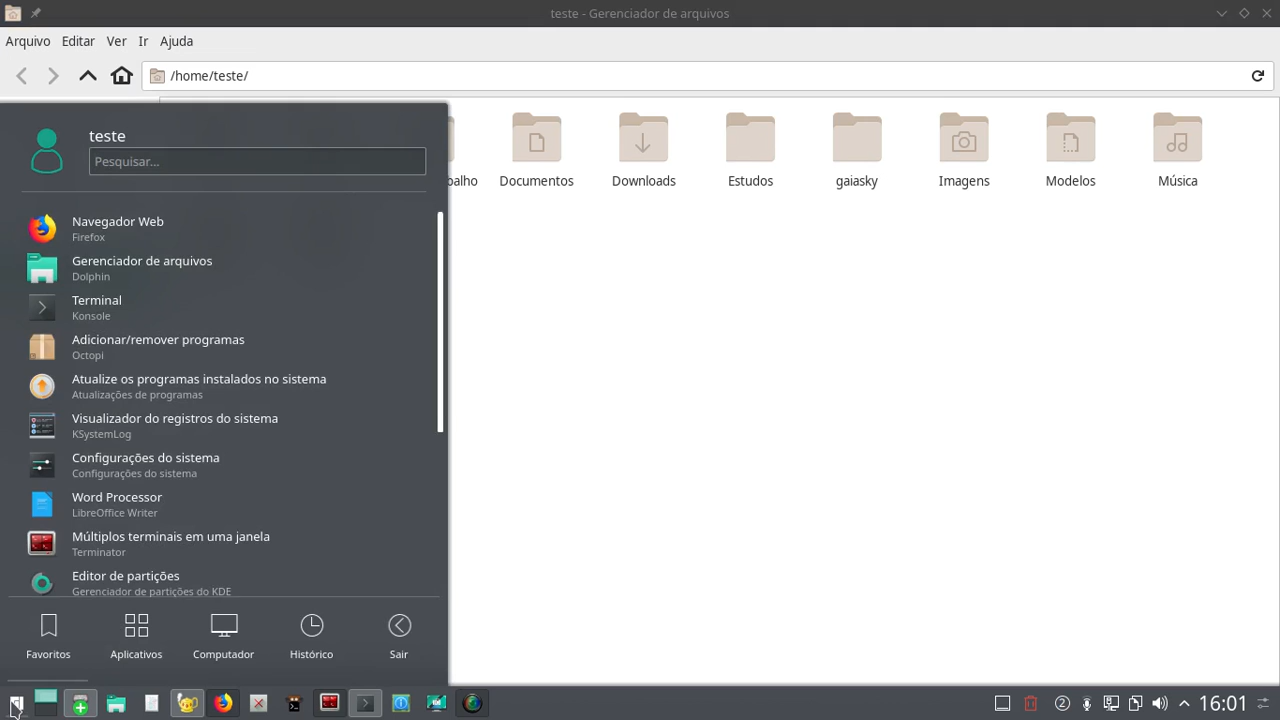 teste - Gerenciador de arquivos
Arquivo Editar Ver Ir Ajuda
/home/teste/
teste
Pesquisar...
Navegador Web
Firefox
Gerenciador de arquivos
Dolphin
Terminal
Konsole
Adicionar/remover programas
Octopi
Atualize os programas instalados no sistema
Atualizações de programas
Visualizador do registros do sistema
KSystemLog
Configurações do sistema
Configurações do sistema
Word Processor
LibreOffice Writer
Múltiplos terminais em uma janela
Terminator
Editor de partições
Gerenciador de partições do KDE
Favoritos Aplicativos Computador Histórico Sair
balho Documentos Downloads Estudos gaiasky Imagens Modelos Música
2 16:01